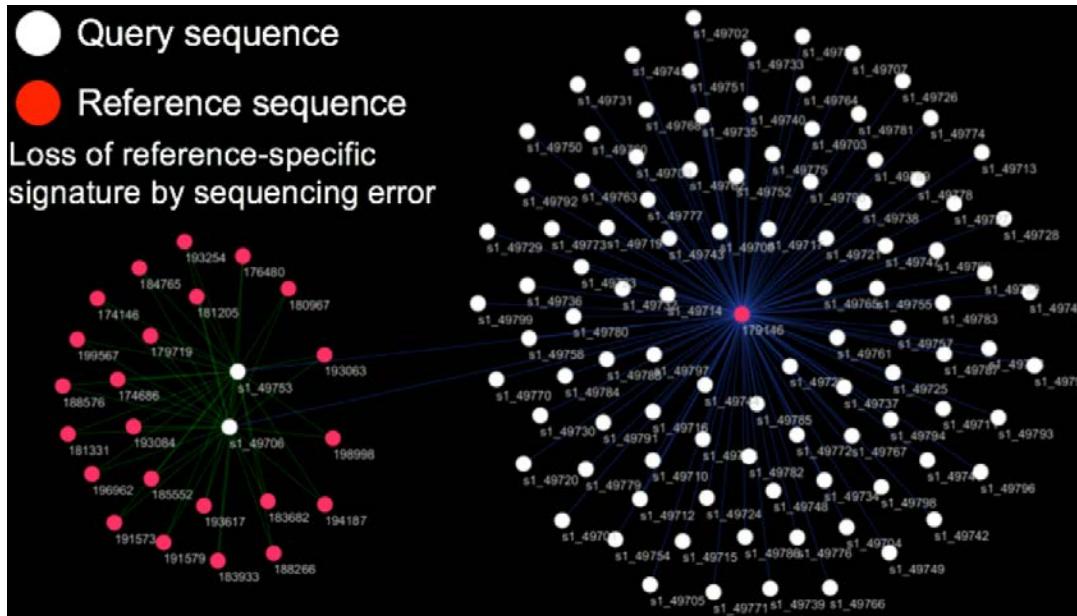 Query sequence
Reference sequence
Loss of reference-specific
signature by sequencing error
193254
176480
184765
180967
181205
174146
179719
199567
193063
s1_49753
188576
174686
s1_49706
181331
193084
198998
196962
185552
193617
183682
194187
191573
191579
183933
188266
179146
s1_49702
s1_49733
s1_49707
s1_49751
s1_49764
s1_49726
s1_49731
s1_49768
s1_49735
s1_49740
s1_49781
s1_49774
s1_49703
s1_49750
s1_49775
s1_49713
s1_49752
s1_49763
s1_49792
s1_49777
s1_49738
s1_49778
s1_49728
s1_49729
s1_49773
s1_49719
s1_49743
s1_49721
s1_49736
s1_49714
s1_49765
s1_49755
s1_49783
s1_49799
s1_49780
s1_49757
s1_49758
s1_49797
s1_49761
s1_49784
s1_49725
s1_49770
s1_49737
s1_49785
s1_49716
s1_49730
s1_49791
s1_49794
s1_49793
s1_49772
s1_49767
s1_49710
s1_49782
s1_49720
s1_49779
s1_49734
s1_49796
s1_49712
s1_49724
s1_49748
s1_49798
s1_49742
s1_49754
s1_49715
s1_49786
s1_49776
s1_49704
s1_49749
s1_49705
s1_49771
s1_49739
s1_49766